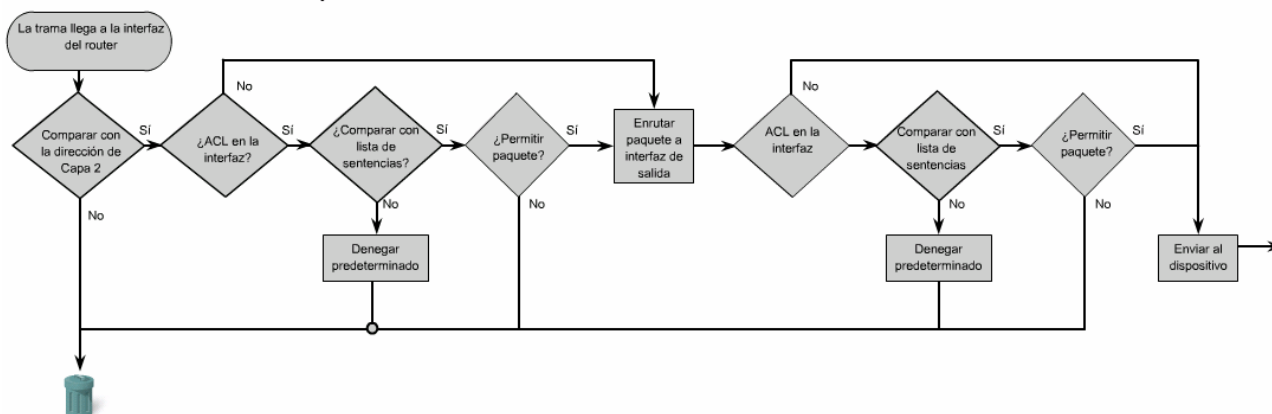 La trama llega a la interfaz
del router
Comparar con
la dirección de
Capa 2
Sí
No
¿ACL en la
interfaz?
No
Sí
¿Comparar con
lista de
sentencias?
Sí
No
Denegar
predeterminado
¿Permitir
paquete?
Sí
No
Enrutar
paquete a
interfaz de
salida
ACL en la
interfaz
No
Comparar con
lista de
sentencias
Sí
No
Denegar
predeterminado
¿Permitir
paquete?
Sí
No
Enviar al
dispositivo